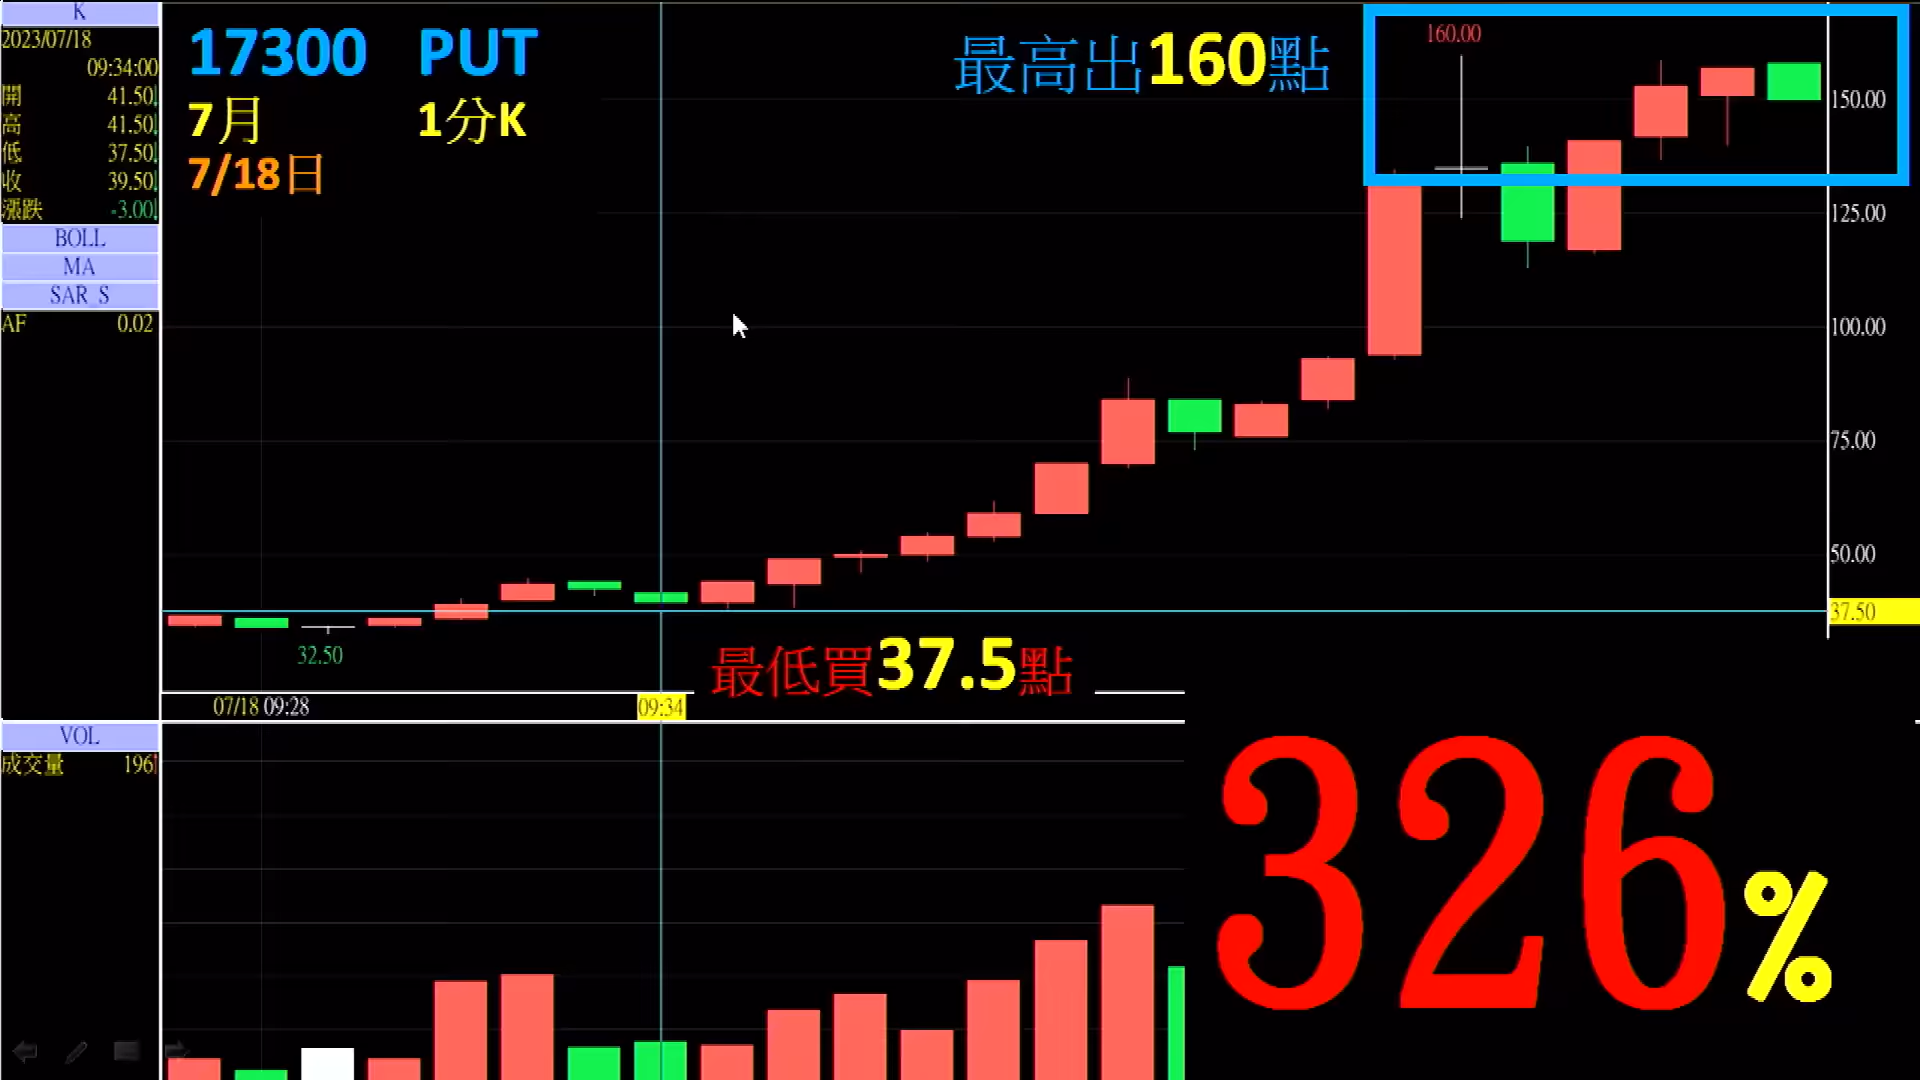 K
2023/07/18
09:34:00
開 41.50
高 41.50
低 37.50
收 39.50
漲跌 -3.00
BOLL
MA
SAR_S
AF 0.02
17300 PUT
7月 1分K
7/18日
最高出160點
160.00
150.00
125.00
100.00
75.00
50.00
37.50
32.50
最低買37.5點
07/18 09:28
09:34
VOL
成交量 196
326%